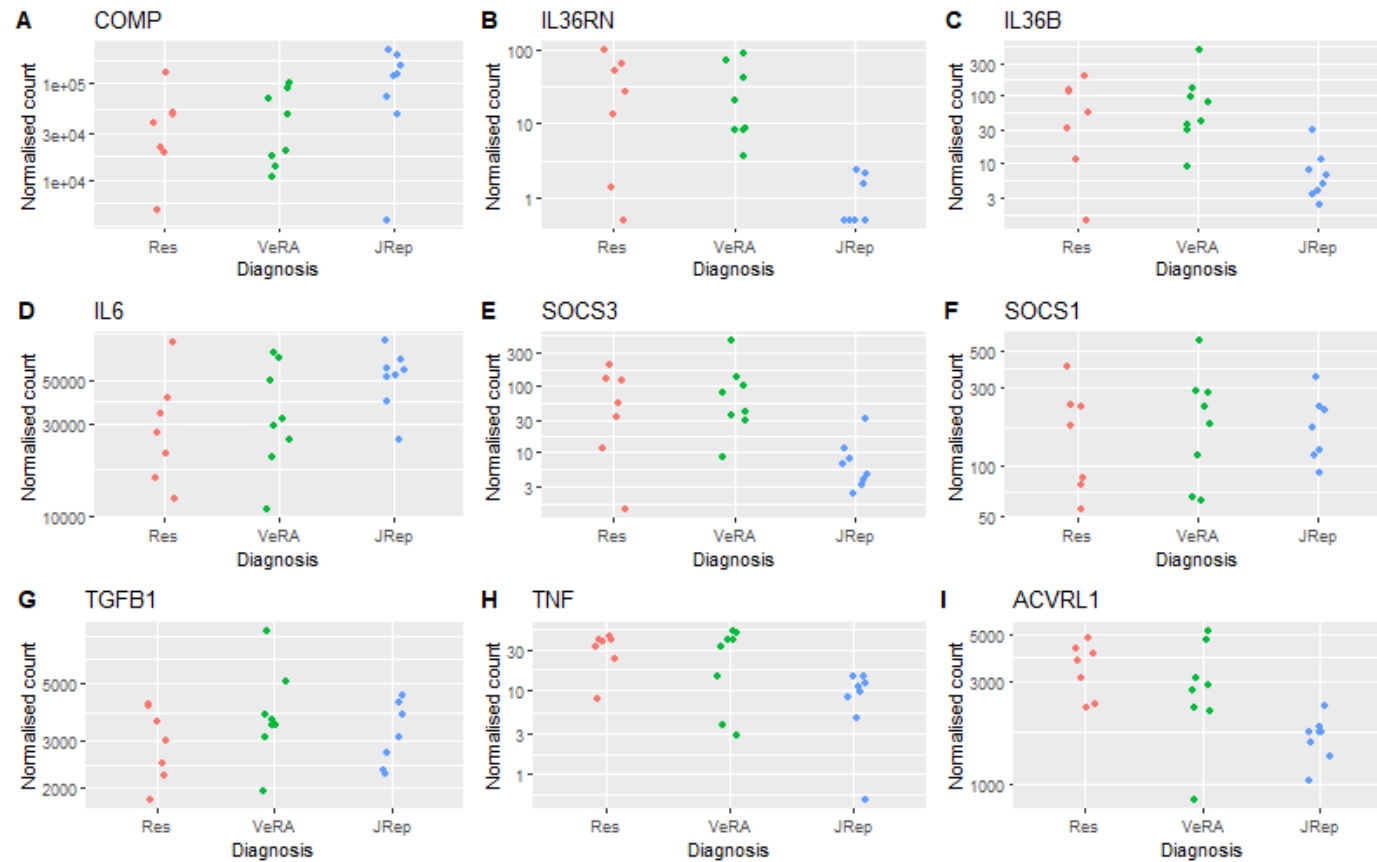 A COMP
Normalised count
1e+05
3e+04
1e+04
Res VeRA JRep
Diagnosis
B IL36RN
Normalised count
100
10
1
Res VeRA JRep
Diagnosis
C IL36B
Normalised count
300
100
30
10
3
Res VeRA JRep
Diagnosis
D IL6
Normalised count
50000
30000
10000
Res VeRA JRep
Diagnosis
E SOCS3
Normalised count
300
100
30
10
3
Res VeRA JRep
Diagnosis
F SOCS1
Normalised count
500
300
100
50
Res VeRA JRep
Diagnosis
G TGFB1
Normalised count
5000
3000
2000
Res VeRA JRep
Diagnosis
H TNF
Normalised count
30
10
3
1
Res VeRA JRep
Diagnosis
I ACVRL1
Normalised count
5000
3000
1000
Res VeRA JRep
Diagnosis